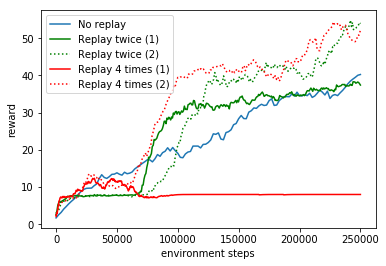 No replay
Replay twice (1)
Replay twice (2)
Replay 4 times (1)
Replay 4 times (2)
reward
50
40
30
20
10
0
0 50000 100000 150000 200000 250000
environment steps